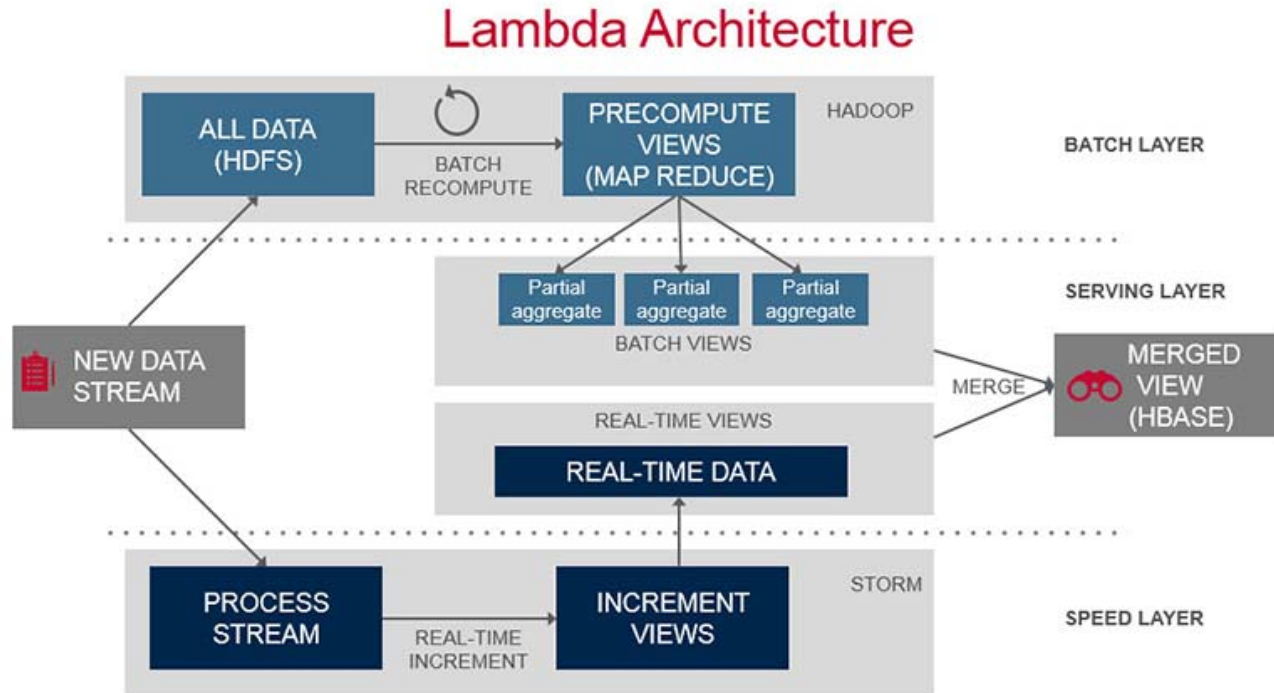 Lambda Architecture
ALL DATA
(HDFS)
BATCH
RECOMPUTE
PRECOMPUTE
VIEWS
(MAP REDUCE)
HADOOP
BATCH LAYER
Partial
aggregate
Partial
aggregate
Partial
aggregate
BATCH VIEWS
SERVING LAYER
NEW DATA
STREAM
MERGE
MERGED
VIEW
(HBASE)
REAL-TIME VIEWS
REAL-TIME DATA
PROCESS
STREAM
REAL-TIME
INCREMENT
INCREMENT
VIEWS
STORM
SPEED LAYER